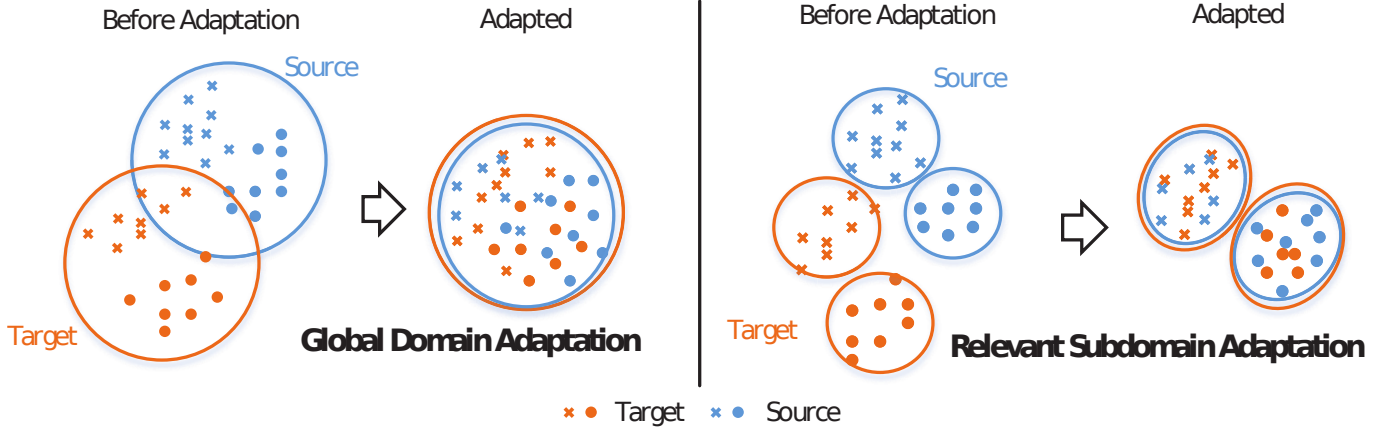 Before Adaptation
Adapted
Source
Target
Global Domain Adaptation
Before Adaptation
Adapted
Source
Target
Relevant Subdomain Adaptation
Target Source